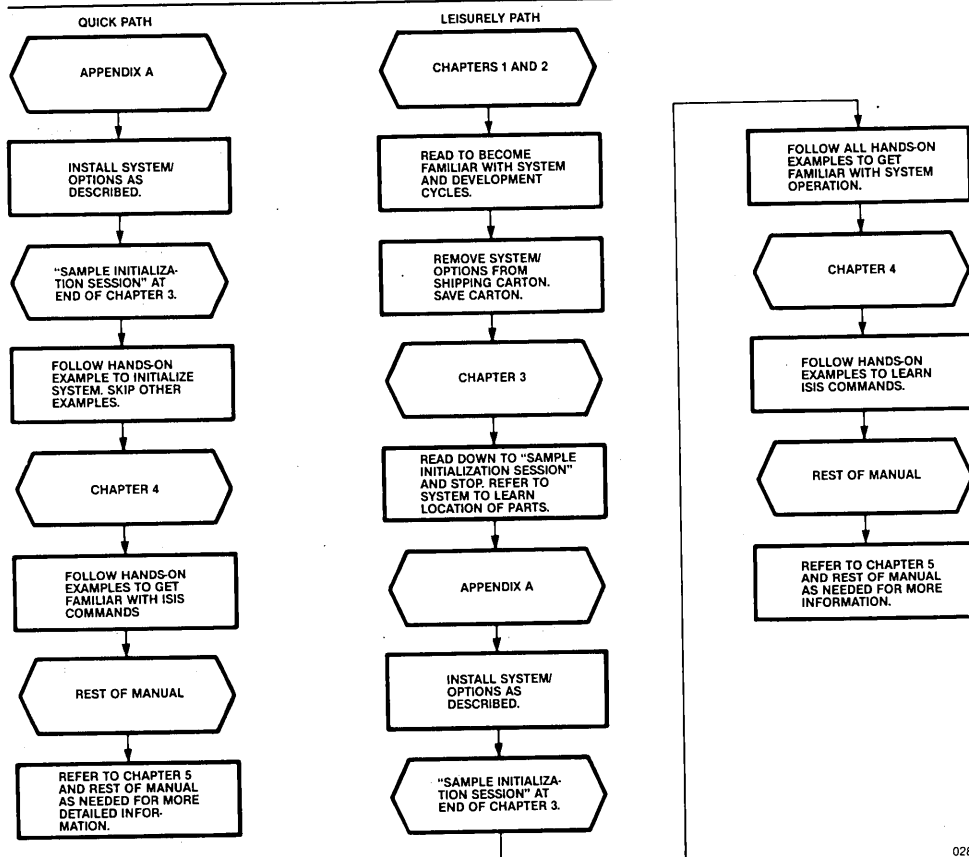 QUICK PATH
APPENDIX A
INSTALL SYSTEM/
OPTIONS AS
DESCRIBED.
"SAMPLE INITIALIZA-
TION SESSION" AT
END OF CHAPTER 3.
FOLLOW HANDS-ON
EXAMPLE TO INITIALIZE
SYSTEM. SKIP OTHER
EXAMPLES.
CHAPTER 4
FOLLOW HANDS-ON
EXAMPLES TO GET
FAMILIAR WITH ISIS
COMMANDS
REST OF MANUAL
REFER TO CHAPTER 5
AND REST OF MANUAL
AS NEEDED FOR MORE
DETAILED INFOR-
MATION.
LEISURELY PATH
CHAPTERS 1 AND 2
READ TO BECOME
FAMILIAR WITH SYSTEM
AND DEVELOPMENT
CYCLES.
REMOVE SYSTEM/
OPTIONS FROM
SHIPPING CARTON.
SAVE CARTON.
CHAPTER 3
READ DOWN TO "SAMPLE
INITIALIZATION SESSION"
AND STOP. REFER TO
SYSTEM TO LEARN
LOCATION OF PARTS.
APPENDIX A
INSTALL SYSTEM/
OPTIONS AS
DESCRIBED.
"SAMPLE INITIALIZA-
TION SESSION" AT
END OF CHAPTER 3.
FOLLOW ALL HANDS-ON
EXAMPLES TO GET
FAMILIAR WITH SYSTEM
OPERATION.
CHAPTER 4
FOLLOW HANDS-ON
EXAMPLES TO LEARN
ISIS COMMANDS.
REST OF MANUAL
REFER TO CHAPTER 5
AND REST OF MANUAL
AS NEEDED FOR MORE
INFORMATION.
028